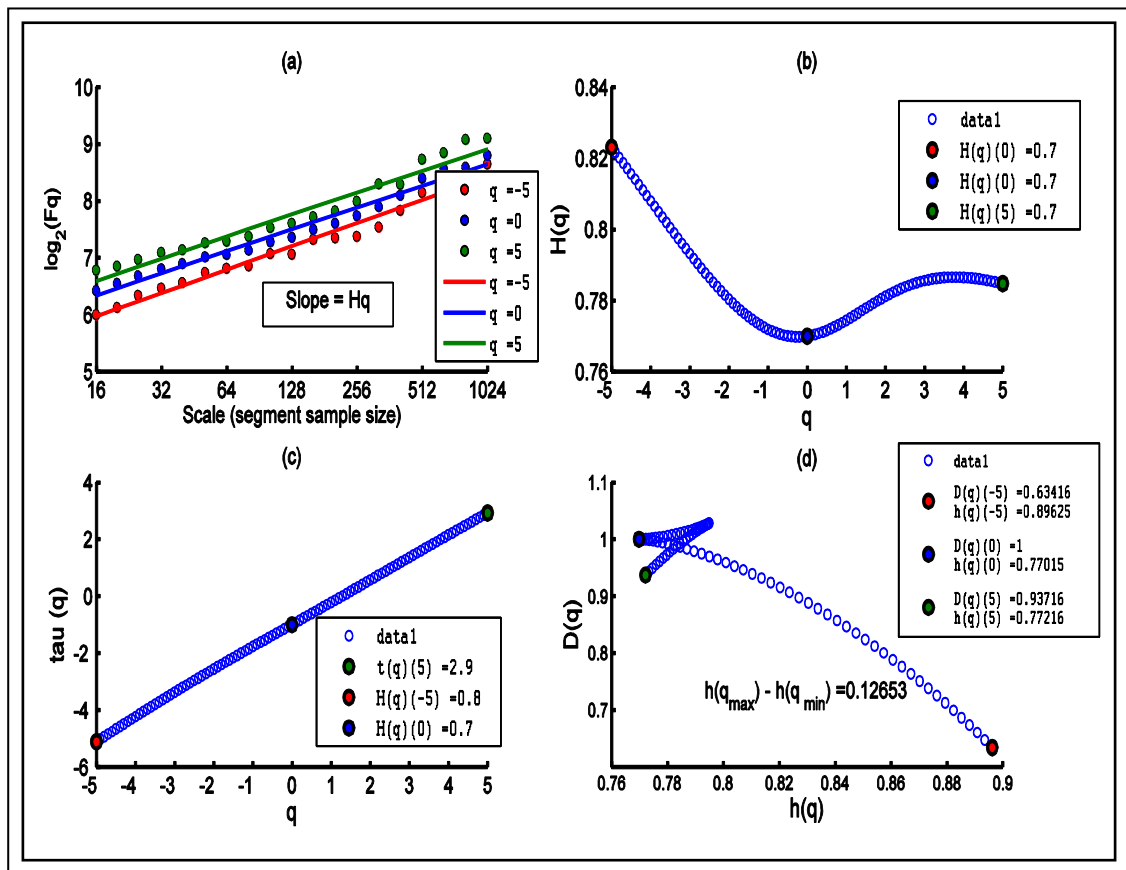 (a)
log2(Fq)
10
9
8
7
6
5
16 32 64 128 256 512 1024
Scale (segment sample size)
Slope = Hq
q =-5
q =0
q =5
q =-5
q =0
q =5
(b)
H(q)
0.84
0.82
0.8
0.78
0.76
-5 -4 -3 -2 -1 0 1 2 3 4 5
q
data1
H(q)(0) =0.7
H(q)(0) =0.7
H(q)(5) =0.7
(c)
tau (q)
4
2
0
-2
-4
-6
-5 -4 -3 -2 -1 0 1 2 3 4 5
q
data1
t(q)(5) =2.9
H(q)(-5) =0.8
H(q)(0) =0.7
(d)
D(q)
1.1
1
0.9
0.8
0.7
0.76 0.78 0.8 0.82 0.84 0.86 0.88 0.9
h(q)
h(qmax) - h(qmin) =0.12653
data1
D(q)(-5) =0.63416
h(q)(-5) =0.89625
D(q)(0) =1
h(q)(0) =0.77015
D(q)(5) =0.93716
h(q)(5) =0.77216